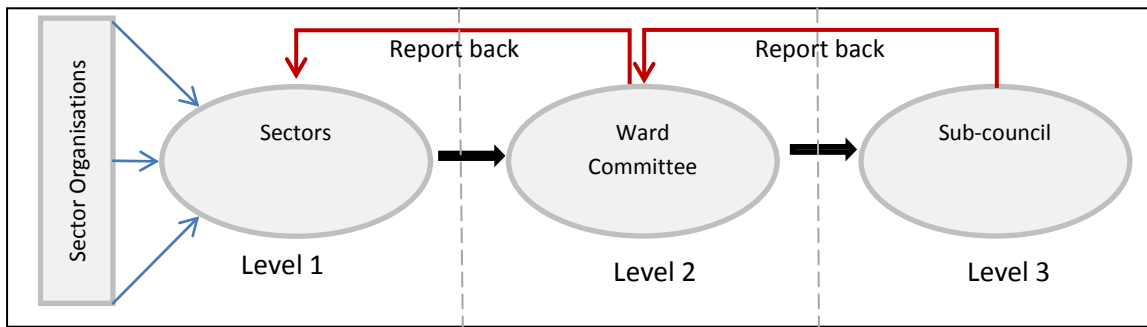 Sector Organisations
Report back
Report back
Sectors
Ward
Committee
Sub-council
Level 1
Level 2
Level 3